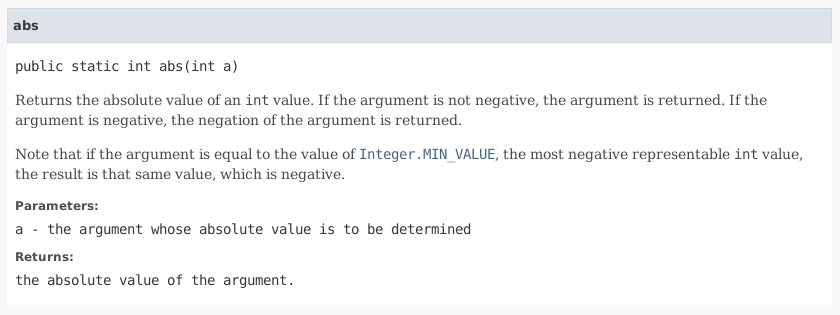 abs
public static int abs(int a)
Returns the absolute value of an int value. If the argument is not negative, the argument is returned. If the
argument is negative, the negation of the argument is returned.
Note that if the argument is equal to the value of Integer.MIN_VALUE, the most negative representable int value,
the result is that same value, which is negative.
Parameters:
a - the argument whose absolute value is to be determined
Returns:
the absolute value of the argument.